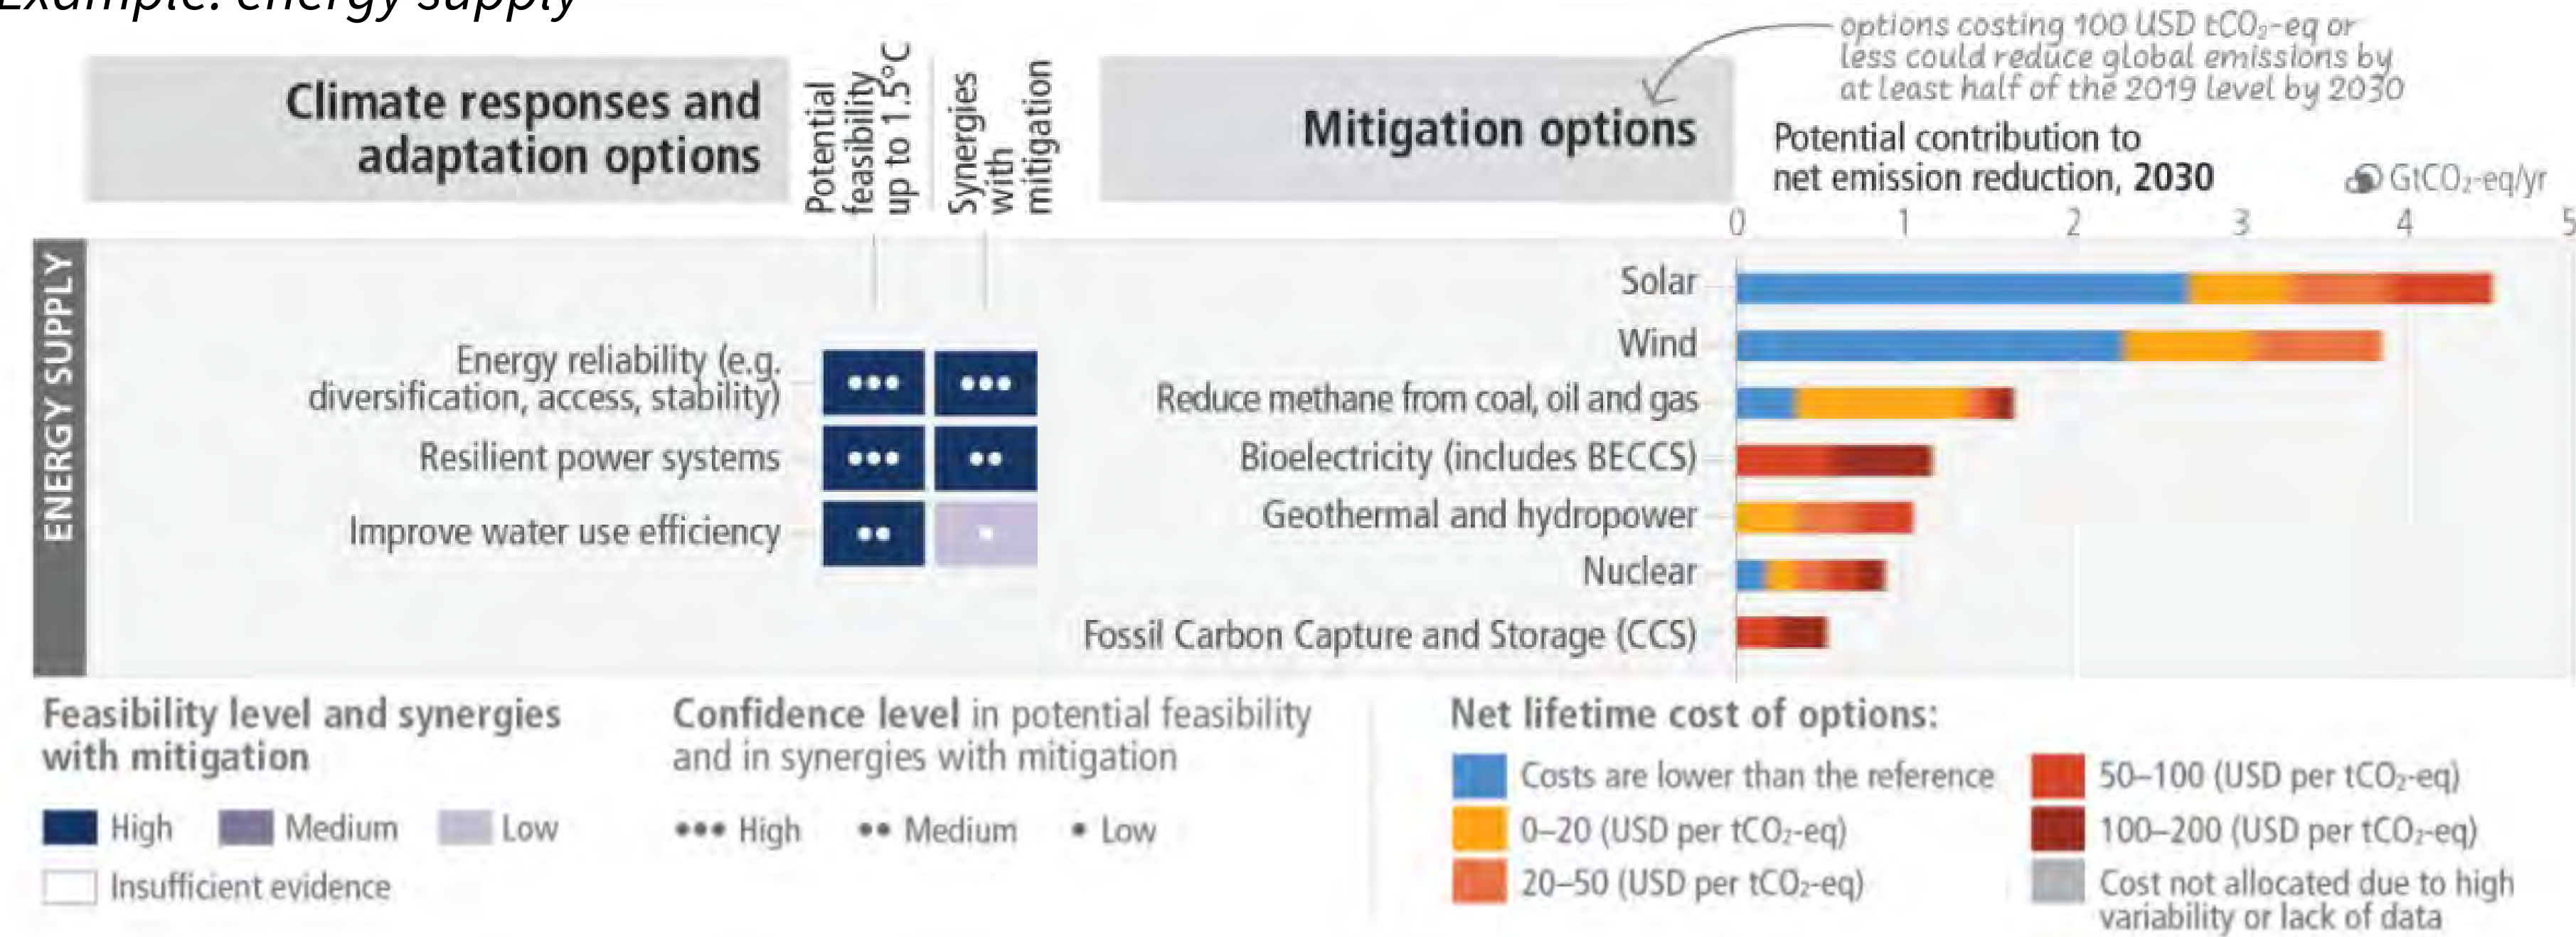 Example: energy supply
Climate responses and
adaptation options
Potential
feasibility
up to 1.5°C
Synergies
with
mitigation
Mitigation options
options costing 100 USD tCO₂-eq or
less could reduce global emissions by
at least half of the 2019 level by 2030
Potential contribution to
net emission reduction, 2030
GtCO₂-eq/yr
0 1 2 3 4 5
ENERGY SUPPLY
Energy reliability (e.g.
diversification, access, stability)
Resilient power systems
Improve water use efficiency
Solar
Wind
Reduce methane from coal, oil and gas
Bioelectricity (includes BECCS)
Geothermal and hydropower
Nuclear
Fossil Carbon Capture and Storage (CCS)
Feasibility level and synergies
with mitigation
High Medium Low
Insufficient evidence
Confidence level in potential feasibility
and in synergies with mitigation
••• High •• Medium • Low
Net lifetime cost of options:
Costs are lower than the reference
0–20 (USD per tCO₂-eq)
20–50 (USD per tCO₂-eq)
50–100 (USD per tCO₂-eq)
100–200 (USD per tCO₂-eq)
Cost not allocated due to high
variability or lack of data